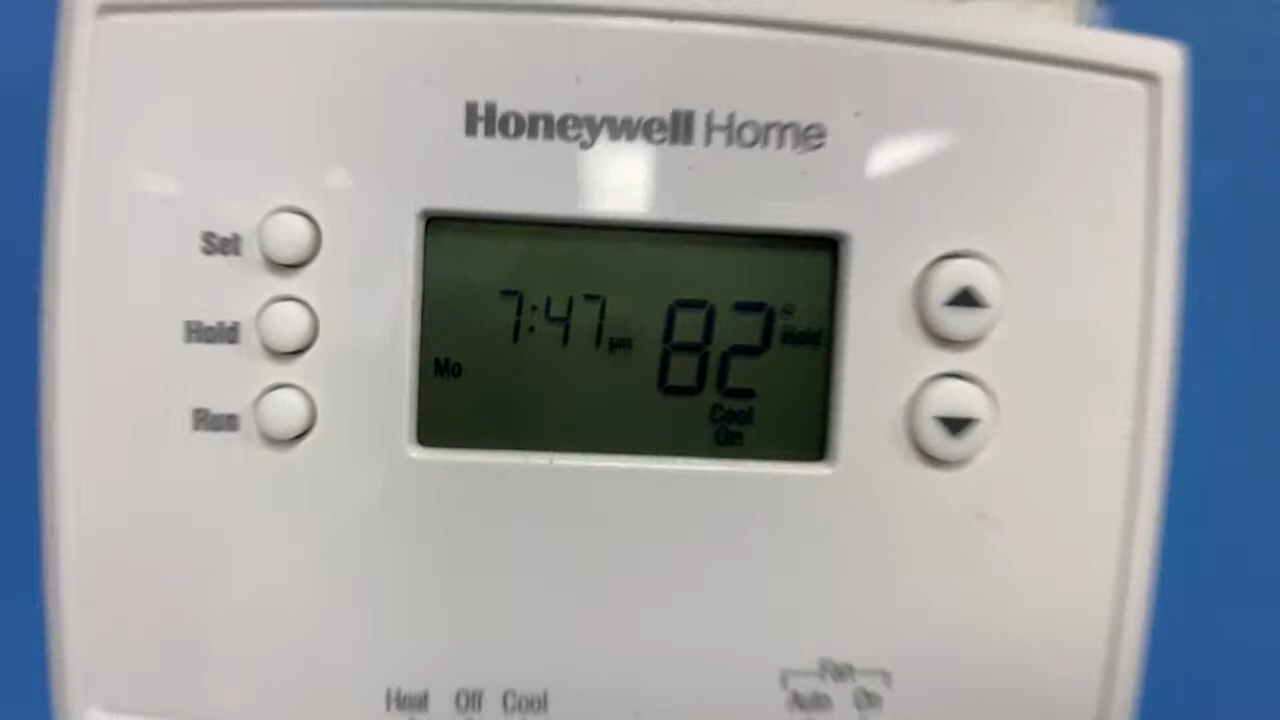 Honeywell Home
Set
Hold
Run
7:47 pm
82°
Hold
Mo
Cool
On
Fan
Heat Off Cool
Auto On